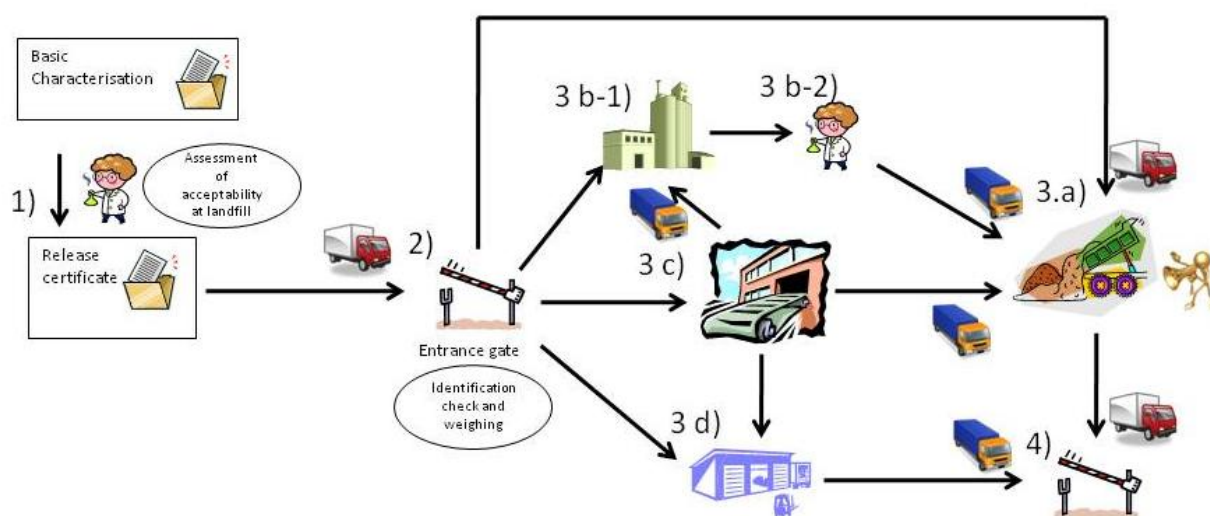 Basic
Characterisation
1)
Assessment
of
acceptability
at landfill
Release
certificate
2)
Entrance gate
Identification
check and
weighing
3 b-1)
3 b-2)
3 c)
3.a)
3 d)
4)